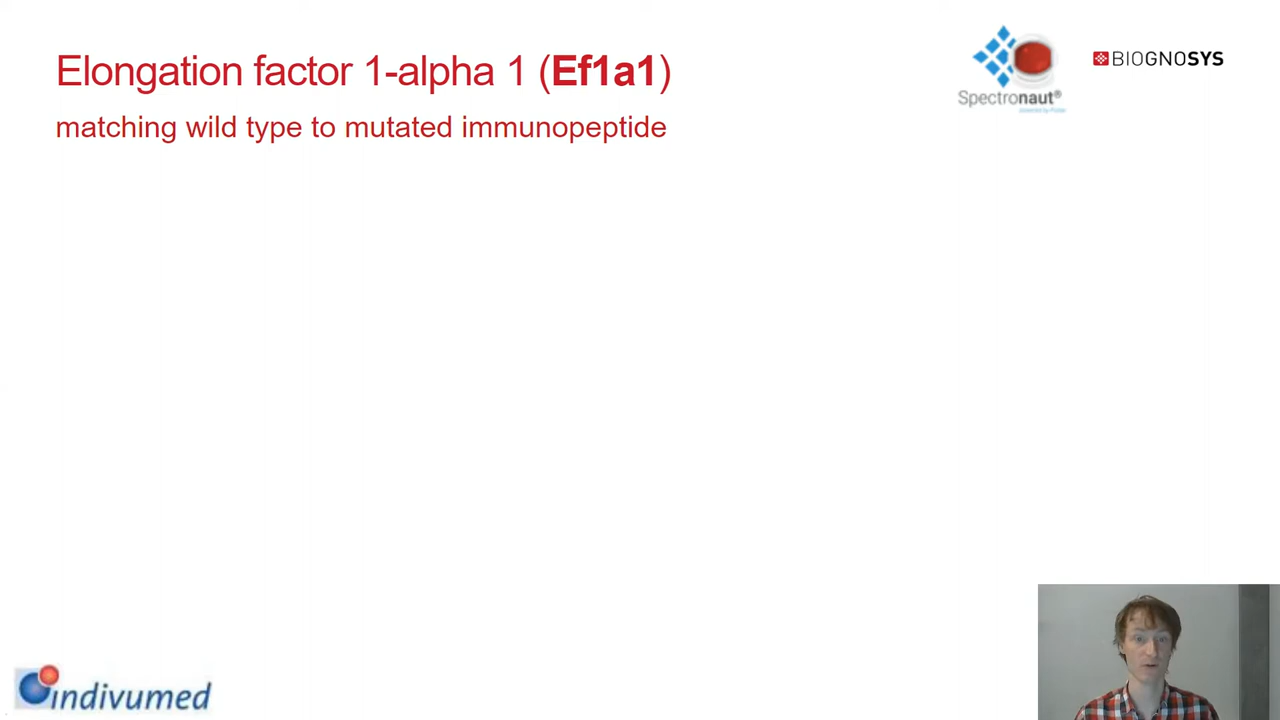 Elongation factor 1-alpha 1 (Ef1a1)
matching wild type to mutated immunopeptide
Spectronaut®
BIOGNOSYS
indivumed